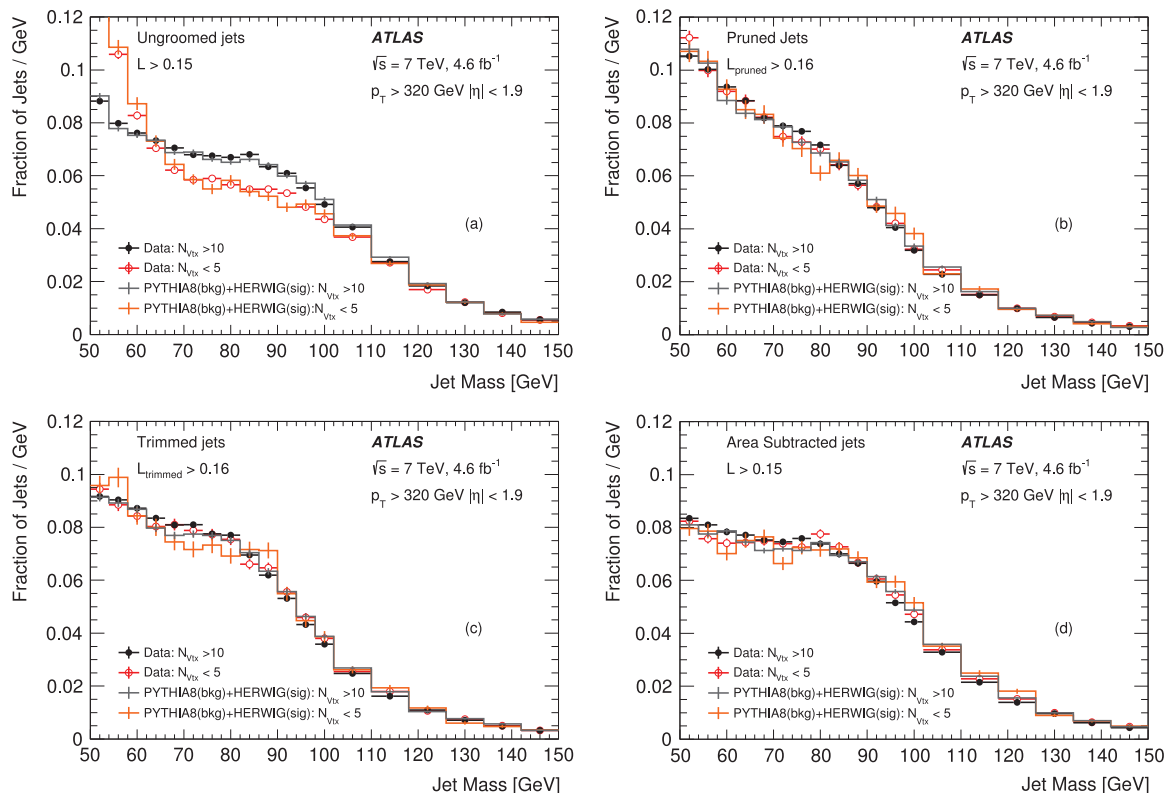 Fraction of Jets / GeV
0.12
0.1
0.08
0.06
0.04
0.02
0
Ungroomed jets
L > 0.15
ATLAS
√s = 7 TeV, 4.6 fb⁻¹
p_T > 320 GeV |η| < 1.9
(a)
Data: N_Vtx >10
Data: N_Vtx < 5
PYTHIA8(bkg)+HERWIG(sig): N_Vtx >10
PYTHIA8(bkg)+HERWIG(sig):N_Vtx < 5
50 60 70 80 90 100 110 120 130 140 150
Jet Mass [GeV]
Fraction of Jets / GeV
0.12
0.1
0.08
0.06
0.04
0.02
0
Pruned Jets
L_pruned > 0.16
ATLAS
√s = 7 TeV, 4.6 fb⁻¹
p_T > 320 GeV |η| < 1.9
(b)
Data: N_Vtx >10
Data: N_Vtx < 5
PYTHIA8(bkg)+HERWIG(sig): N_Vtx >10
PYTHIA8(bkg)+HERWIG(sig): N_Vtx < 5
50 60 70 80 90 100 110 120 130 140 150
Jet Mass [GeV]
Fraction of Jets / GeV
0.12
0.1
0.08
0.06
0.04
0.02
0
Trimmed jets
L_trimmed > 0.16
ATLAS
√s = 7 TeV, 4.6 fb⁻¹
p_T > 320 GeV |η| < 1.9
(c)
Data: N_Vtx >10
Data: N_Vtx < 5
PYTHIA8(bkg)+HERWIG(sig): N_Vtx >10
PYTHIA8(bkg)+HERWIG(sig): N_Vtx < 5
50 60 70 80 90 100 110 120 130 140 150
Jet Mass [GeV]
Fraction of Jets / GeV
0.12
0.1
0.08
0.06
0.04
0.02
0
Area Subtracted jets
L > 0.15
ATLAS
√s = 7 TeV, 4.6 fb⁻¹
p_T > 320 GeV |η| < 1.9
(d)
Data: N_Vtx >10
Data: N_Vtx < 5
PYTHIA8(bkg)+HERWIG(sig): N_Vtx >10
PYTHIA8(bkg)+HERWIG(sig): N_Vtx < 5
50 60 70 80 90 100 110 120 130 140 150
Jet Mass [GeV]